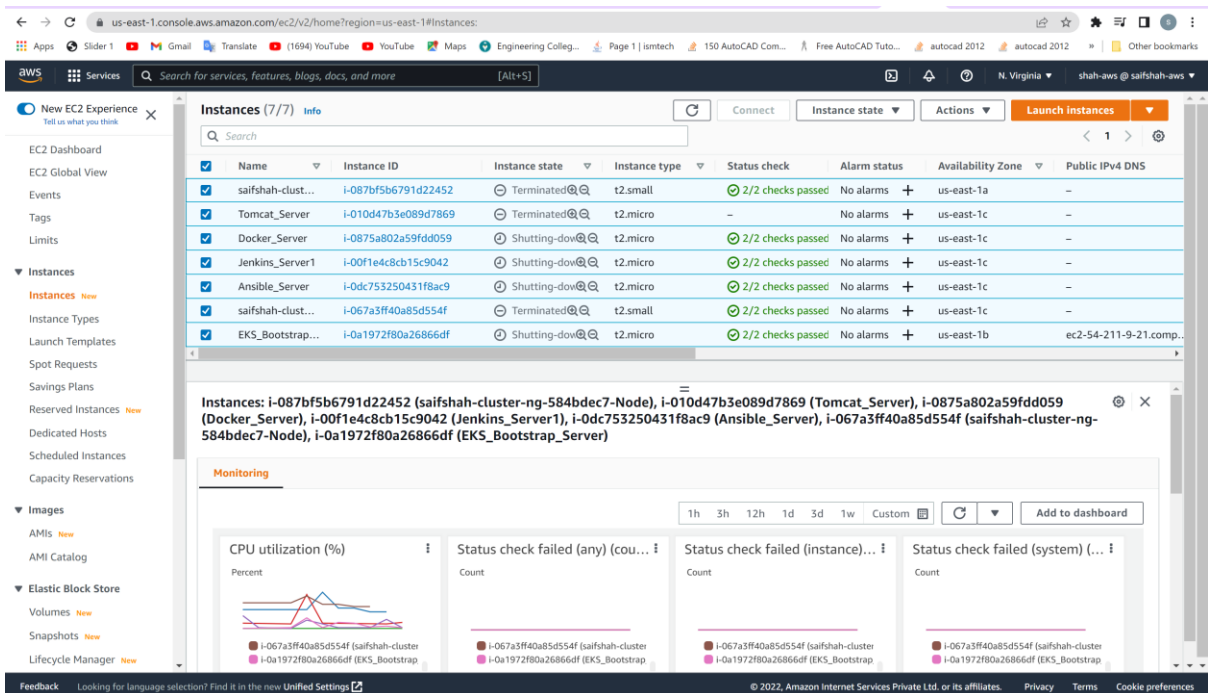 us-east-1.console.aws.amazon.com/ec2/v2/home?region=us-east-1#Instances:
Apps Slider 1 Gmail Translate (1694) YouTube YouTube Maps Engineering Colleg... Page 1 | ismtech 150 AutoCAD Com... Free AutoCAD Tuto... autocad 2012 autocad 2012 » Other bookmarks
aws Services Search for services, features, blogs, docs, and more [Alt+S] N. Virginia ▼ shah-aws @ saifshah-aws ▼
New EC2 Experience
Tell us what you think
EC2 Dashboard
EC2 Global View
Events
Tags
Limits
Instances
Instances New
Instance Types
Launch Templates
Spot Requests
Savings Plans
Reserved Instances New
Dedicated Hosts
Scheduled Instances
Capacity Reservations
Images
AMIs New
AMI Catalog
Elastic Block Store
Volumes New
Snapshots New
Lifecycle Manager New
Instances (7/7) Info Connect Instance state ▼ Actions ▼ Launch instances ▼
Search < 1 >
Name Instance ID Instance state Instance type Status check Alarm status Availability Zone Public IPv4 DNS
saifshah-clust... i-087bf5b6791d22452 Terminated t2.small 2/2 checks passed No alarms + us-east-1a –
Tomcat_Server i-010d47b3e089d7869 Terminated t2.micro – No alarms + us-east-1c –
Docker_Server i-0875a802a59fdd059 Shutting-dow t2.micro 2/2 checks passed No alarms + us-east-1c –
Jenkins_Server1 i-00f1e4c8cb15c9042 Shutting-dow t2.micro 2/2 checks passed No alarms + us-east-1c –
Ansible_Server i-0dc753250431f8ac9 Shutting-dow t2.micro 2/2 checks passed No alarms + us-east-1c –
saifshah-clust... i-067a3ff40a85d554f Terminated t2.small 2/2 checks passed No alarms + us-east-1c –
EKS_Bootstrap... i-0a1972f80a26866df Shutting-dow t2.micro 2/2 checks passed No alarms + us-east-1b ec2-54-211-9-21.comp...
Instances: i-087bf5b6791d22452 (saifshah-cluster-ng-584bdec7-Node), i-010d47b3e089d7869 (Tomcat_Server), i-0875a802a59fdd059
(Docker_Server), i-00f1e4c8cb15c9042 (Jenkins_Server1), i-0dc753250431f8ac9 (Ansible_Server), i-067a3ff40a85d554f (saifshah-cluster-ng-
584bdec7-Node), i-0a1972f80a26866df (EKS_Bootstrap_Server)
Monitoring
1h 3h 12h 1d 3d 1w Custom Add to dashboard
CPU utilization (%)
Percent
i-067a3ff40a85d554f (saifshah-cluster
i-0a1972f80a26866df (EKS_Bootstrap
Status check failed (any) (cou...
Count
i-067a3ff40a85d554f (saifshah-cluster
i-0a1972f80a26866df (EKS_Bootstrap
Status check failed (instance)...
Count
i-067a3ff40a85d554f (saifshah-cluster
i-0a1972f80a26866df (EKS_Bootstrap
Status check failed (system) (...
Count
i-067a3ff40a85d554f (saifshah-cluster
i-0a1972f80a26866df (EKS_Bootstrap
Feedback Looking for language selection? Find it in the new Unified Settings © 2022, Amazon Internet Services Private Ltd. or its affiliates. Privacy Terms Cookie preferences